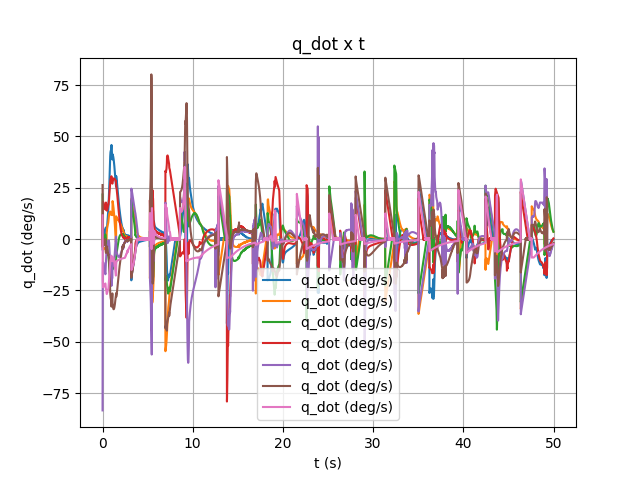 q_dot x t
q_dot (deg/s)
75
50
25
0
−25
−50
−75
q_dot (deg/s)
q_dot (deg/s)
q_dot (deg/s)
q_dot (deg/s)
q_dot (deg/s)
q_dot (deg/s)
q_dot (deg/s)
0 10 20 30 40 50
t (s)